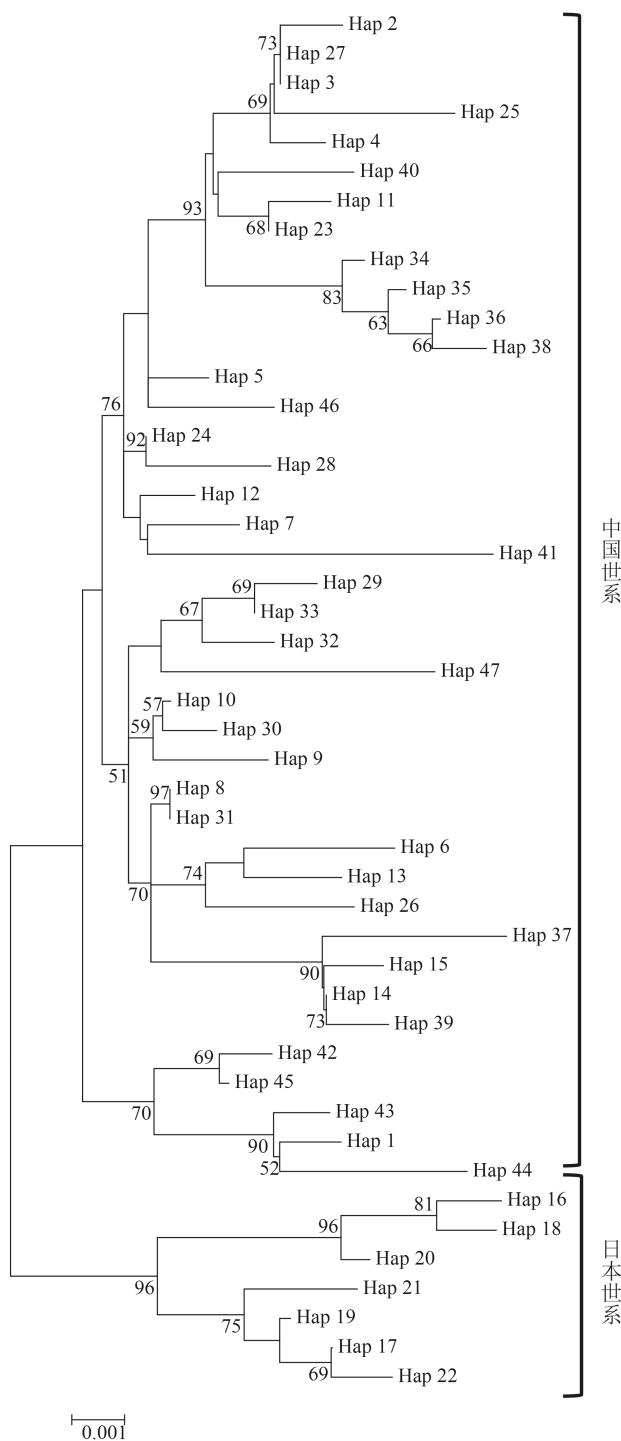 Hap 2
73
Hap 27
Hap 3
69
Hap 25
Hap 4
Hap 40
Hap 11
93
68
Hap 23
Hap 34
83
Hap 35
63
Hap 36
66
Hap 38
Hap 5
76
Hap 46
92
Hap 24
Hap 28
Hap 12
Hap 7
Hap 41
中国世系
69
Hap 29
67
Hap 33
Hap 32
Hap 47
57
Hap 10
59
Hap 30
Hap 9
51
97
Hap 8
Hap 31
Hap 6
74
Hap 13
70
Hap 26
Hap 37
90
Hap 15
Hap 14
73
Hap 39
69
Hap 42
Hap 45
70
Hap 43
90
Hap 1
52
Hap 44
81
Hap 16
96
Hap 18
Hap 20
96
Hap 21
75
Hap 19
Hap 17
69
Hap 22
日本世系
0.001